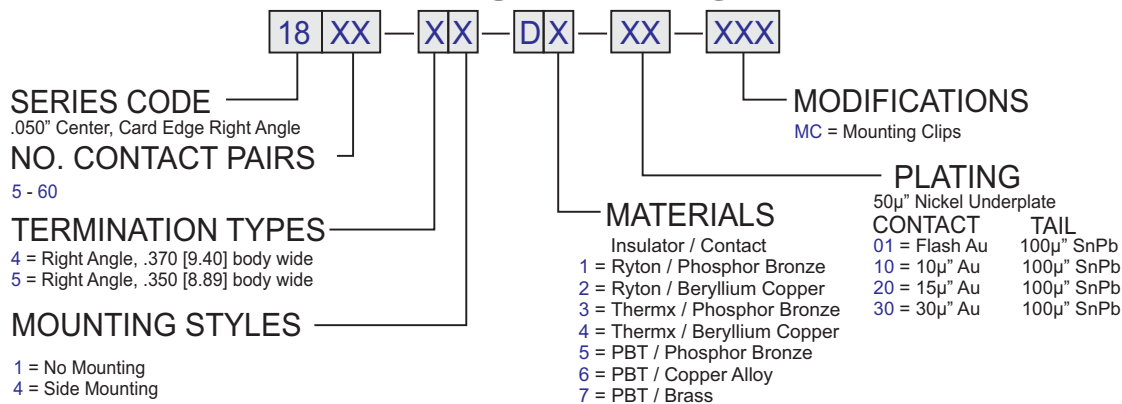 18 XX — X X — D X — XX — XXX
SERIES CODE
.050” Center, Card Edge Right Angle
NO. CONTACT PAIRS
5 - 60
TERMINATION TYPES
4 = Right Angle, .370 [9.40] body wide
5 = Right Angle, .350 [8.89] body wide
MOUNTING STYLES
1 = No Mounting
4 = Side Mounting
MATERIALS
Insulator / Contact
1 = Ryton / Phosphor Bronze
2 = Ryton / Beryllium Copper
3 = Thermx / Phosphor Bronze
4 = Thermx / Beryllium Copper
5 = PBT / Phosphor Bronze
6 = PBT / Copper Alloy
7 = PBT / Brass
MODIFICATIONS
MC = Mounting Clips
PLATING
50µ” Nickel Underplate
CONTACT TAIL
01 = Flash Au 100µ” SnPb
10 = 10µ” Au 100µ” SnPb
20 = 15µ” Au 100µ” SnPb
30 = 30µ” Au 100µ” SnPb